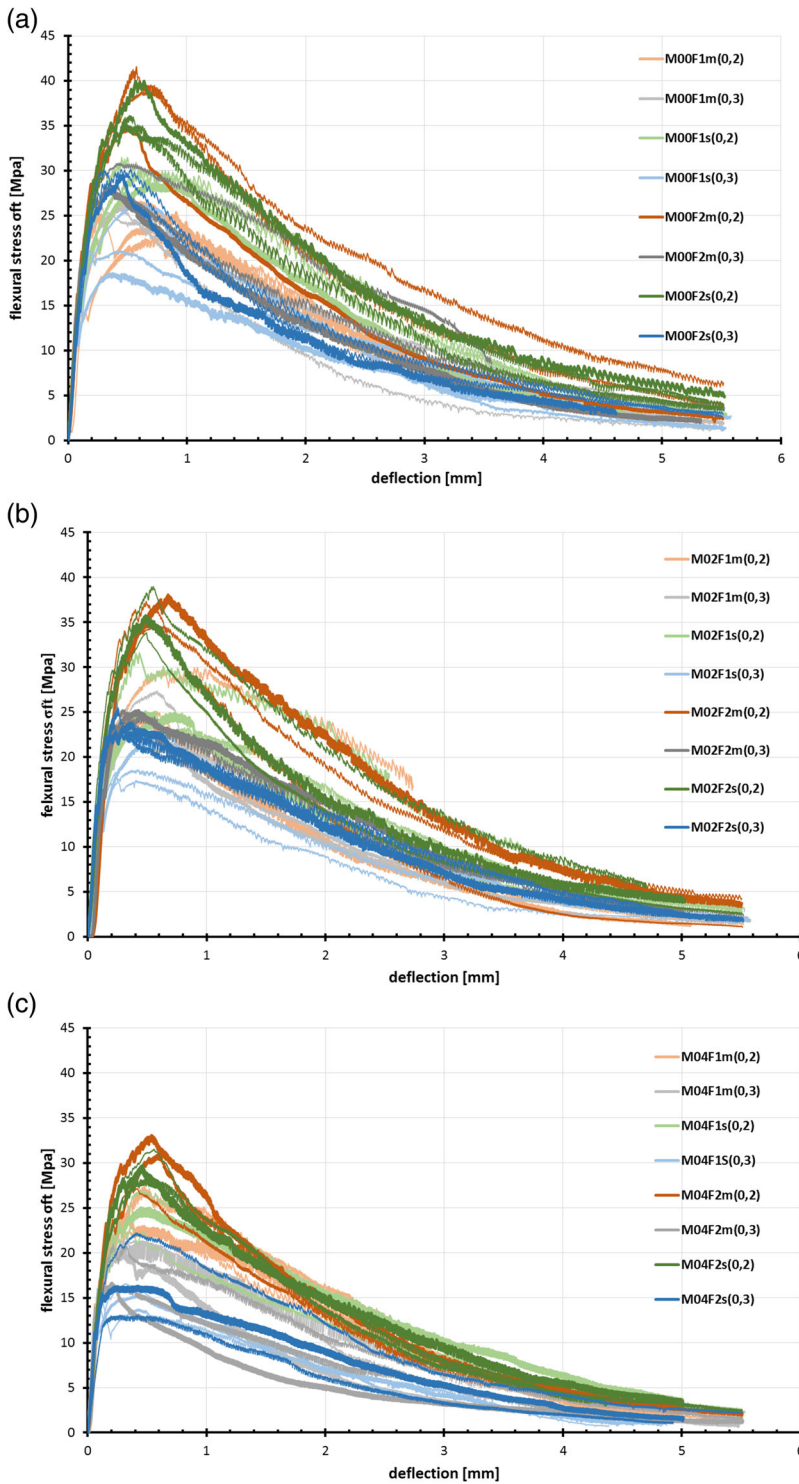 (a)
flexural stress σft [Mpa]
45
40
35
30
25
20
15
10
5
0
M00F1m(0,2)
M00F1m(0,3)
M00F1s(0,2)
M00F1s(0,3)
M00F2m(0,2)
M00F2m(0,3)
M00F2s(0,2)
M00F2s(0,3)
0 1 2 3 4 5 6
deflection [mm]
(b)
felxural stress σft [Mpa]
45
40
35
30
25
20
15
10
5
0
M02F1m(0,2)
M02F1m(0,3)
M02F1s(0,2)
M02F1s(0,3)
M02F2m(0,2)
M02F2m(0,3)
M02F2s(0,2)
M02F2s(0,3)
0 1 2 3 4 5 6
deflection [mm]
(c)
flexural stress σft [Mpa]
45
40
35
30
25
20
15
10
5
0
M04F1m(0,2)
M04F1m(0,3)
M04F1s(0,2)
M04F1S(0,3)
M04F2m(0,2)
M04F2m(0,3)
M04F2s(0,2)
M04F2s(0,3)
0 1 2 3 4 5 6
deflection [mm]